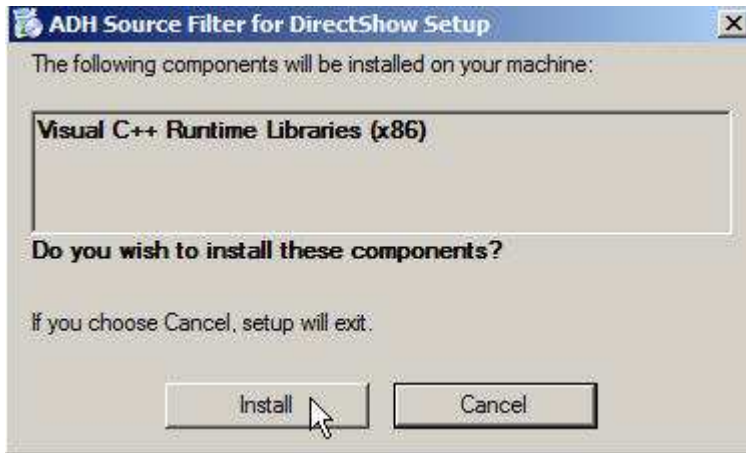 ADH Source Filter for DirectShow Setup
The following components will be installed on your machine:
Visual C++ Runtime Libraries (x86)
Do you wish to install these components?
If you choose Cancel, setup will exit.
Install
Cancel